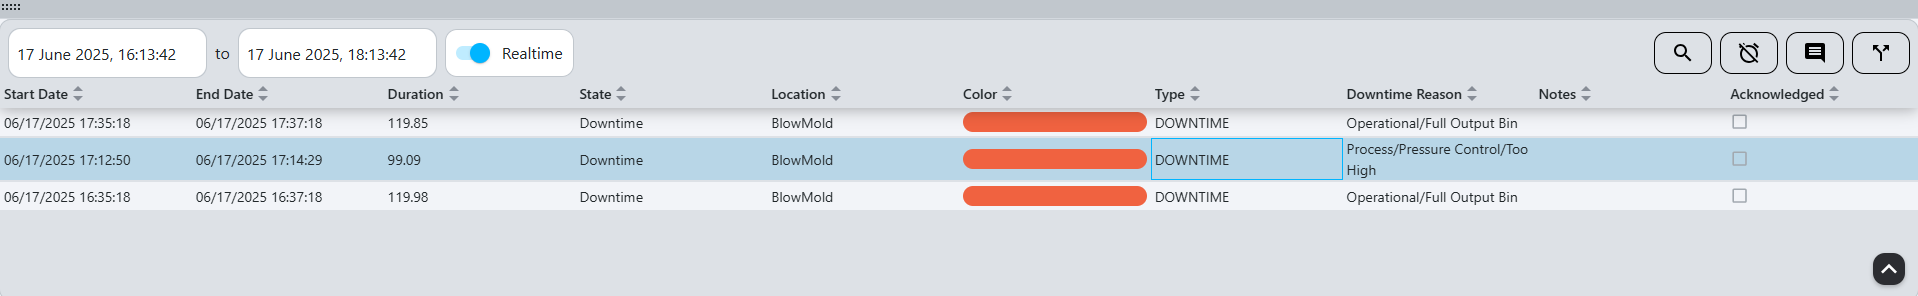 17 June 2025, 16:13:42 to 17 June 2025, 18:13:42 Realtime
Start Date End Date Duration State Location Color Type Downtime Reason Notes Acknowledged
06/17/2025 17:35:18 06/17/2025 17:37:18 119.85 Downtime BlowMold DOWNTIME Operational/Full Output Bin
06/17/2025 17:12:50 06/17/2025 17:14:29 99.09 Downtime BlowMold DOWNTIME Process/Pressure Control/Too
High
06/17/2025 16:35:18 06/17/2025 16:37:18 119.98 Downtime BlowMold DOWNTIME Operational/Full Output Bin